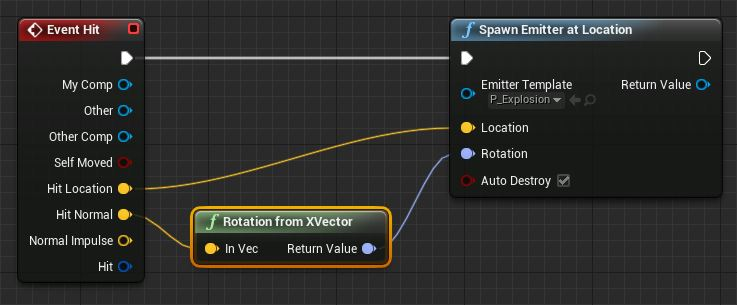 Event Hit
My Comp
Other
Other Comp
Self Moved
Hit Location
Hit Normal
Normal Impulse
Hit
f Rotation from XVector
In Vec Return Value
f Spawn Emitter at Location
Emitter Template Return Value
P_Explosion
Location
Rotation
Auto Destroy